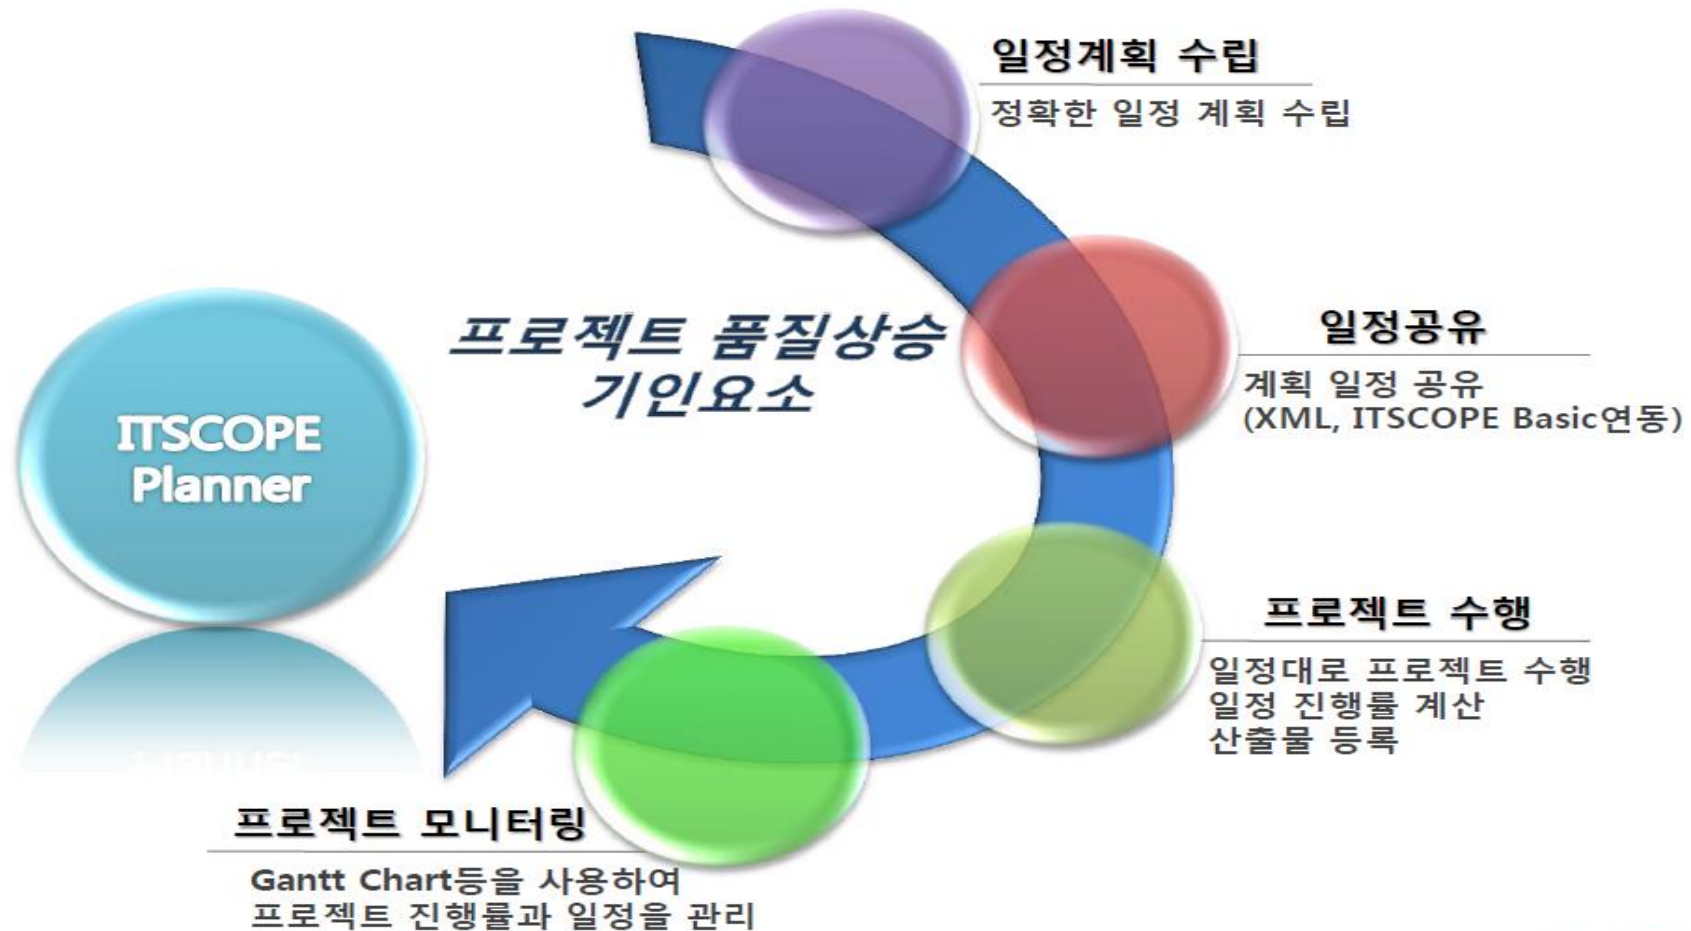 일정계획 수립
정확한 일정 계획 수립
프로젝트 품질상승
기인요소
일정공유
계획 일정 공유
(XML, ITSCOPE Basic연동)
ITSCOPE
Planner
프로젝트 수행
일정대로 프로젝트 수행
일정 진행률 계산
산출물 등록
프로젝트 모니터링
Gantt Chart등을 사용하여
프로젝트 진행률과 일정을 관리